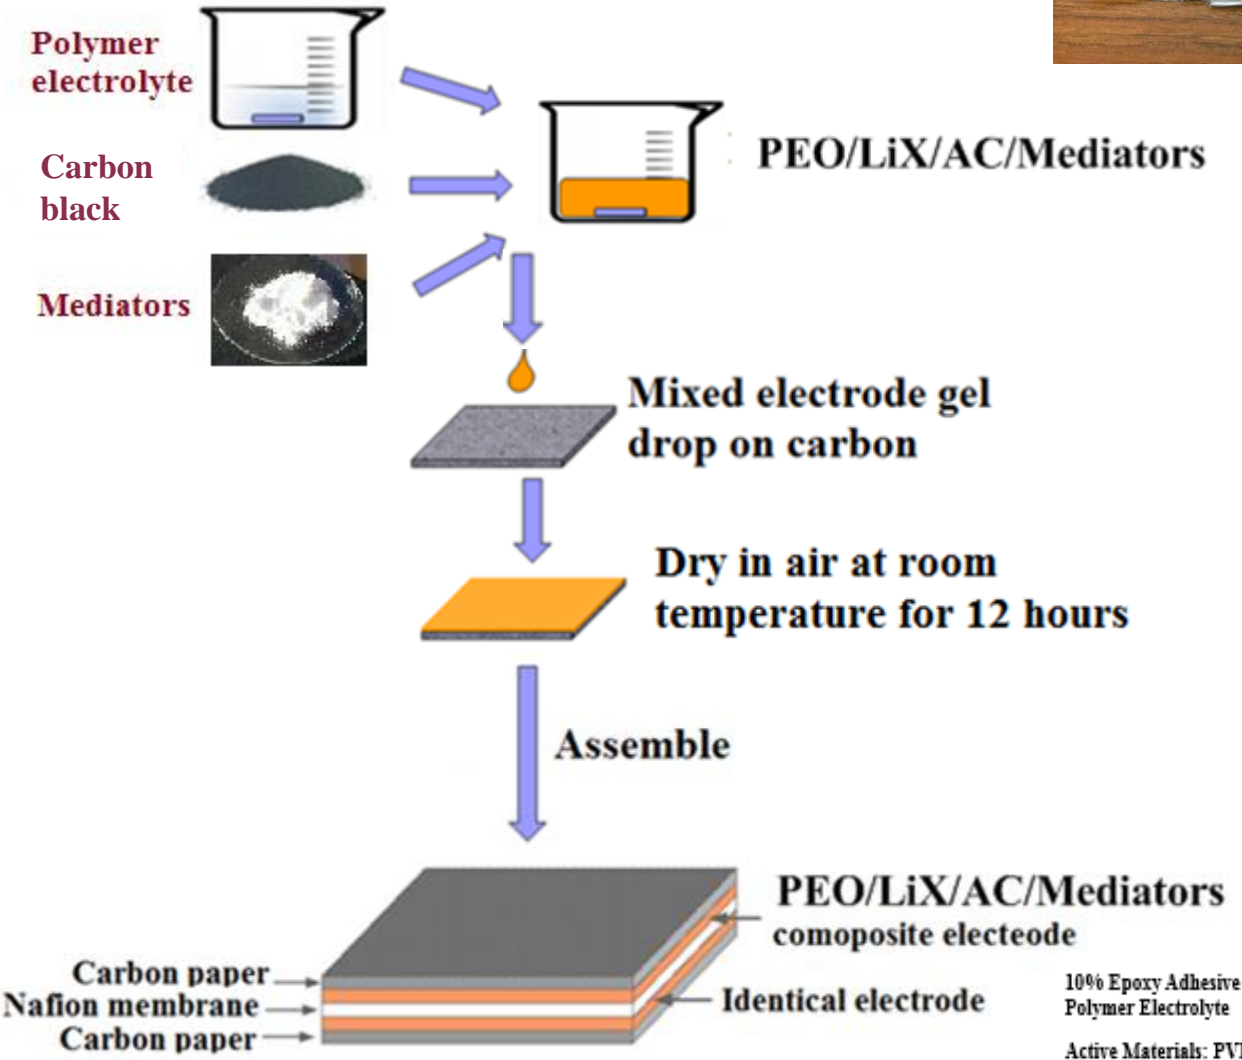 Polymer
electrolyte
Carbon
black
Mediators
PEO/LiX/AC/Mediators
Mixed electrode gel
drop on carbon
Dry in air at room
temperature for 12 hours
Assemble
PEO/LiX/AC/Mediators
comoposite electeode
Carbon paper
Nafion membrane
Carbon paper
Identical electrode
10% Epoxy Adhesive
Polymer Electrolyte
Active Materials: